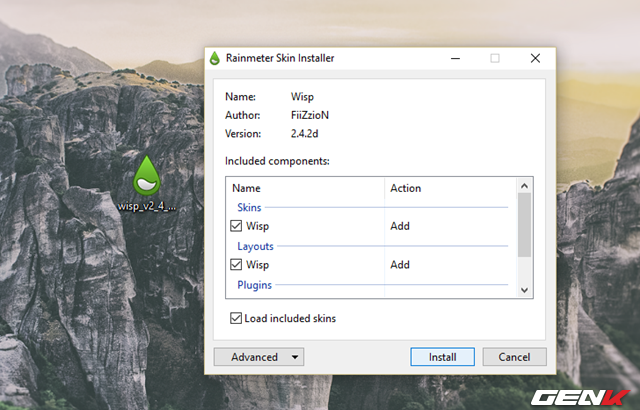 Rainmeter Skin Installer
Name: Wisp
Author: FiiZzioN
Version: 2.4.2d
Included components:
Name Action
Skins
Wisp Add
Layouts
Wisp Add
Plugins
Load included skins
Advanced Install Cancel
wisp_v2_4_...
GENK